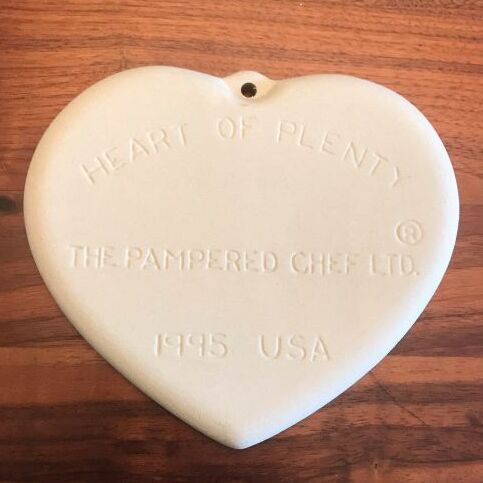 HEART OF PLENTY
®
THE PAMPERED CHEF LTD.
1995 USA